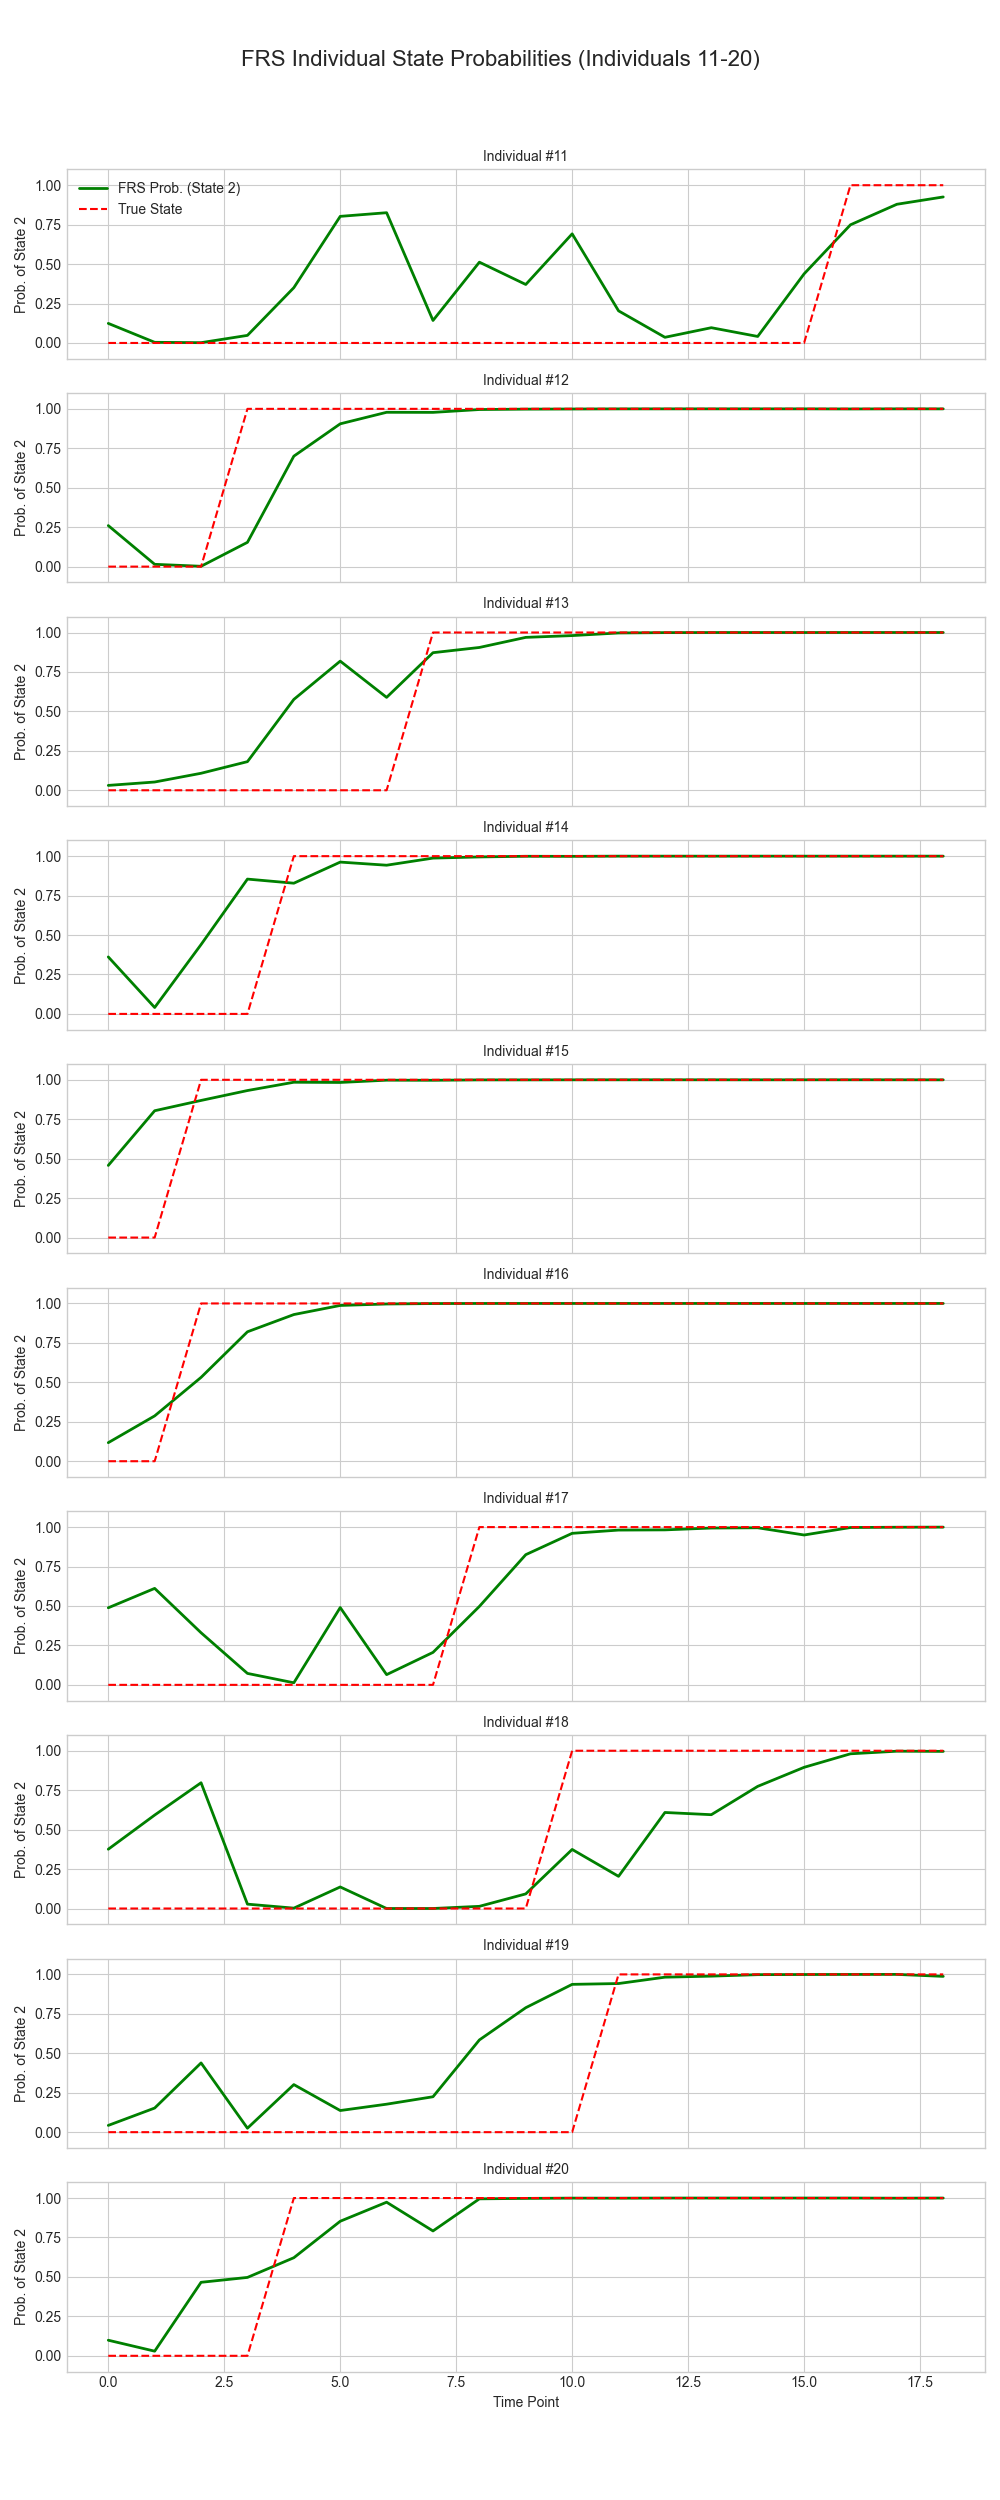 FRS Individual State Probabilities (Individuals 11-20)
Individual #11
FRS Prob. (State 2)
True State
Prob. of State 2
1.00
0.75
0.50
0.25
0.00
Individual #12
Prob. of State 2
1.00
0.75
0.50
0.25
0.00
Individual #13
Prob. of State 2
1.00
0.75
0.50
0.25
0.00
Individual #14
Prob. of State 2
1.00
0.75
0.50
0.25
0.00
Individual #15
Prob. of State 2
1.00
0.75
0.50
0.25
0.00
Individual #16
Prob. of State 2
1.00
0.75
0.50
0.25
0.00
Individual #17
Prob. of State 2
1.00
0.75
0.50
0.25
0.00
Individual #18
Prob. of State 2
1.00
0.75
0.50
0.25
0.00
Individual #19
Prob. of State 2
1.00
0.75
0.50
0.25
0.00
Individual #20
Prob. of State 2
1.00
0.75
0.50
0.25
0.00
0.0 2.5 5.0 7.5 10.0 12.5 15.0 17.5
Time Point